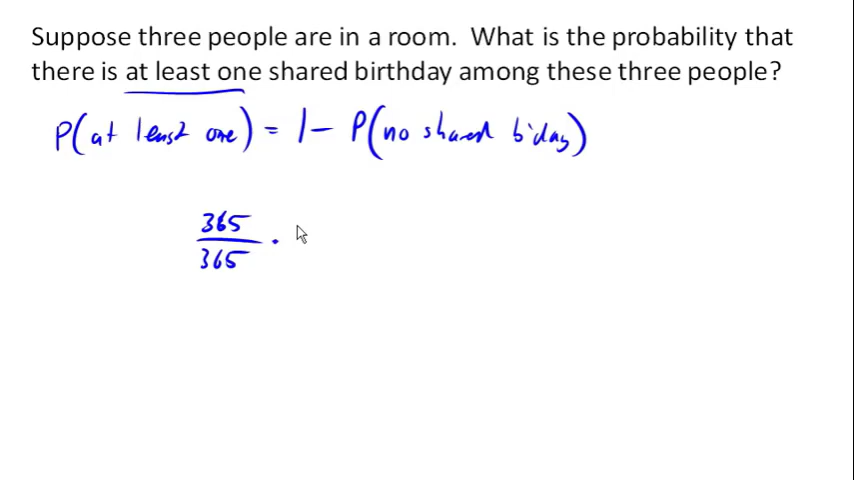 Suppose three people are in a room. What is the probability that
there is at least one shared birthday among these three people?
P(at least one) = 1 - P(no shared b'day)
365
365 ·